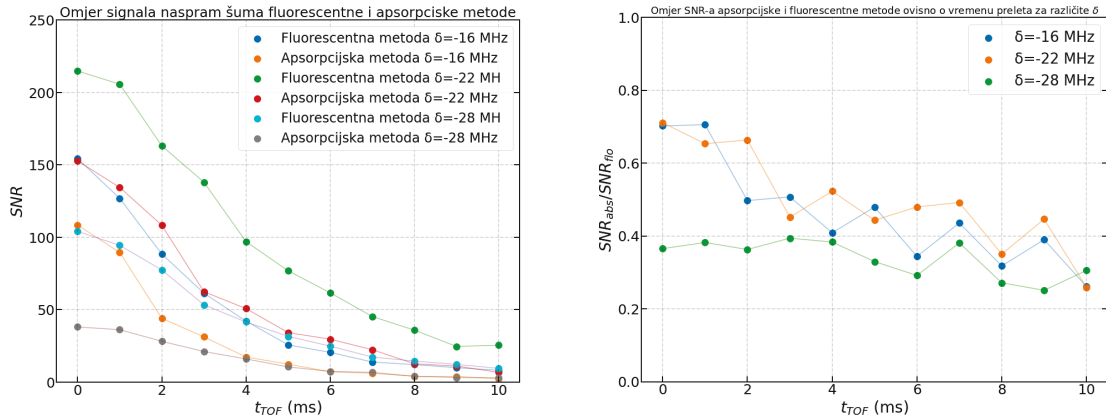 Omjer signala naspram šuma fluorescentne i apsorpciske metode
250
200
150
100
50
0
SNR
Fluorescentna metoda δ=-16 MHz
Apsorpcijska metoda δ=-16 MHz
Fluorescentna metoda δ=-22 MH
Apsorpcijska metoda δ=-22 MHz
Fluorescentna metoda δ=-28 MH
Apsorpcijska metoda δ=-28 MHz
0 2 4 6 8 10
t_TOF (ms)
Omjer SNR-a apsorpcijske i fluorescentne metode ovisno o vremenu preleta za različite δ
1.0
0.8
0.6
0.4
0.2
0.0
SNR_abs/SNR_flo
δ=-16 MHz
δ=-22 MHz
δ=-28 MHz
0 2 4 6 8 10
t_TOF (ms)